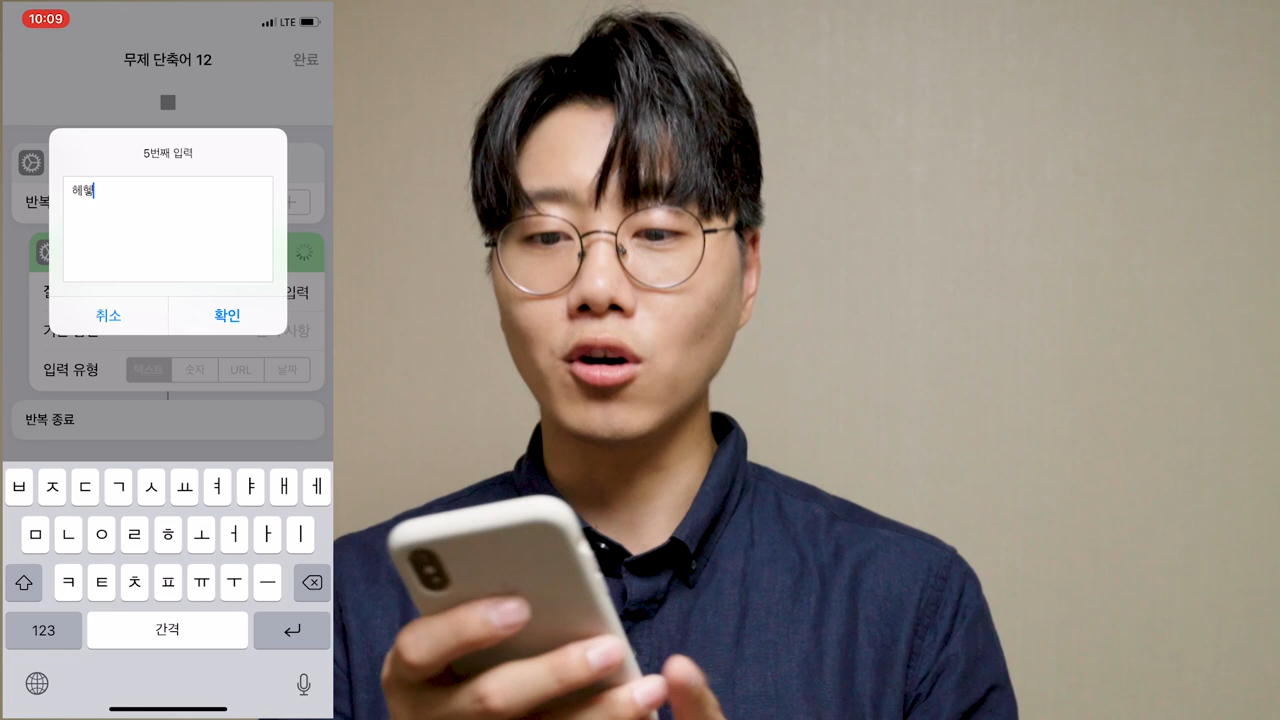 10:09
LTE
무제 단축어 12
완료
5번째 입력
반복
입력
취소
확인
입력 유형
텍스트
숫자
URL
날짜
반복 종료
ㅂ ㅈ ㄷ ㄱ ㅅ ㅛ ㅕ ㅑ ㅐ ㅔ
ㅁ ㄴ ㅇ ㄹ ㅎ ㅗ ㅓ ㅏ ㅣ
ㅋ ㅌ ㅊ ㅍ ㅠ ㅜ ㅡ
123
간격